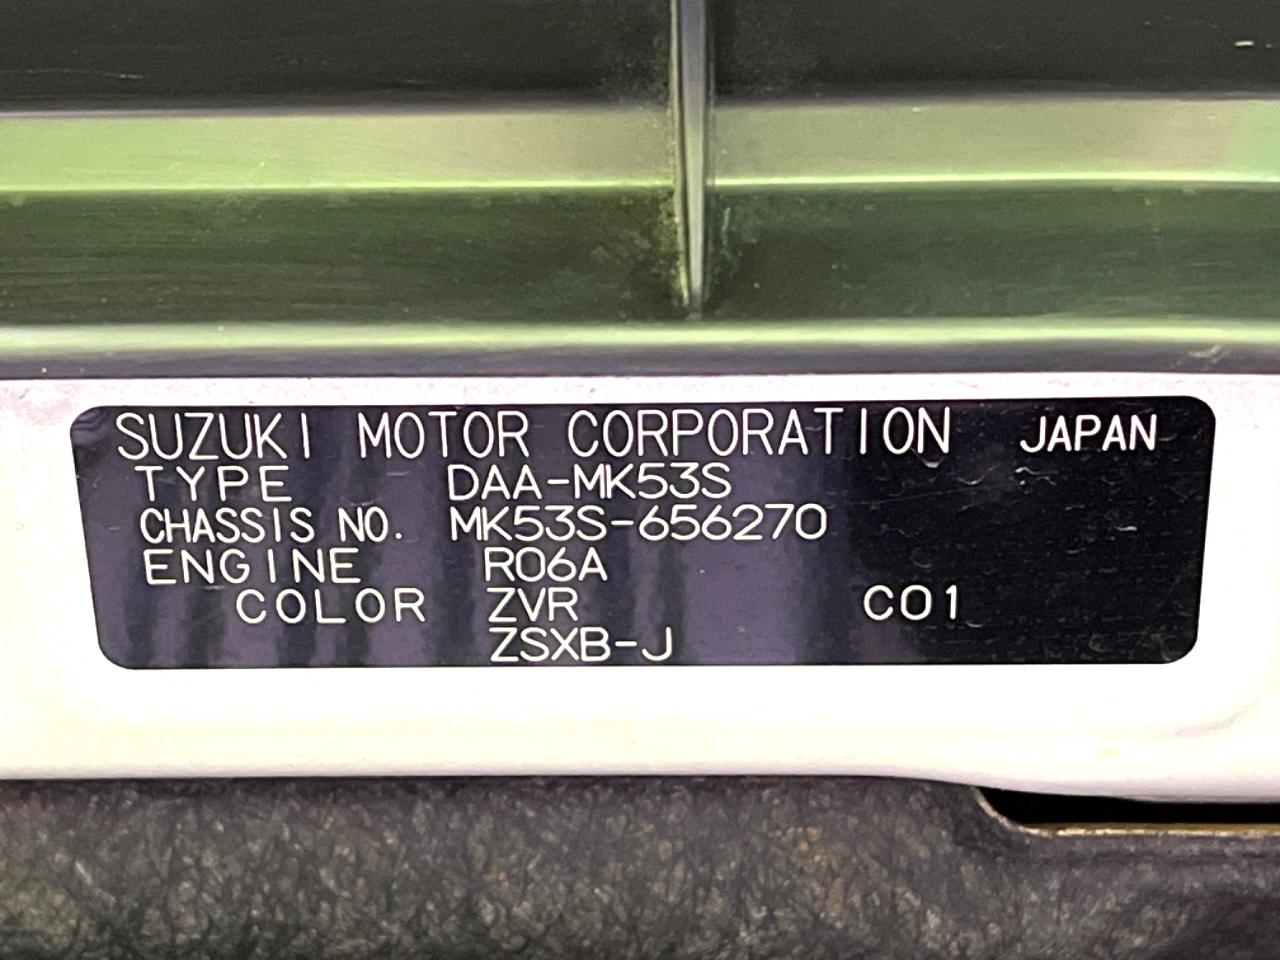 SUZUKI MOTOR CORPORATION JAPAN
TYPE DAA-MK53S
CHASSIS NO. MK53S-656270
ENGINE R06A
COLOR ZVR C01
ZSXB-J